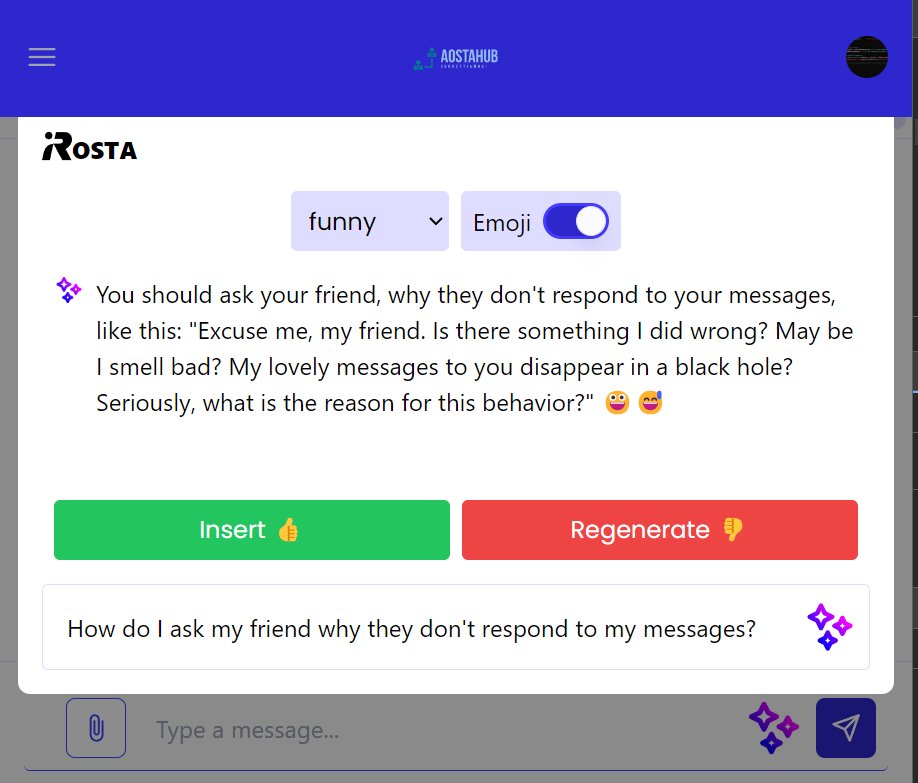 AOSTAHUB
ROSTA
funny
Emoji
You should ask your friend, why they don't respond to your messages,
like this: "Excuse me, my friend. Is there something I did wrong? May be
I smell bad? My lovely messages to you disappear in a black hole?
Seriously, what is the reason for this behavior?" 😀 😅
Insert 👍
Regenerate 👎
How do I ask my friend why they don't respond to my messages?
Type a message...